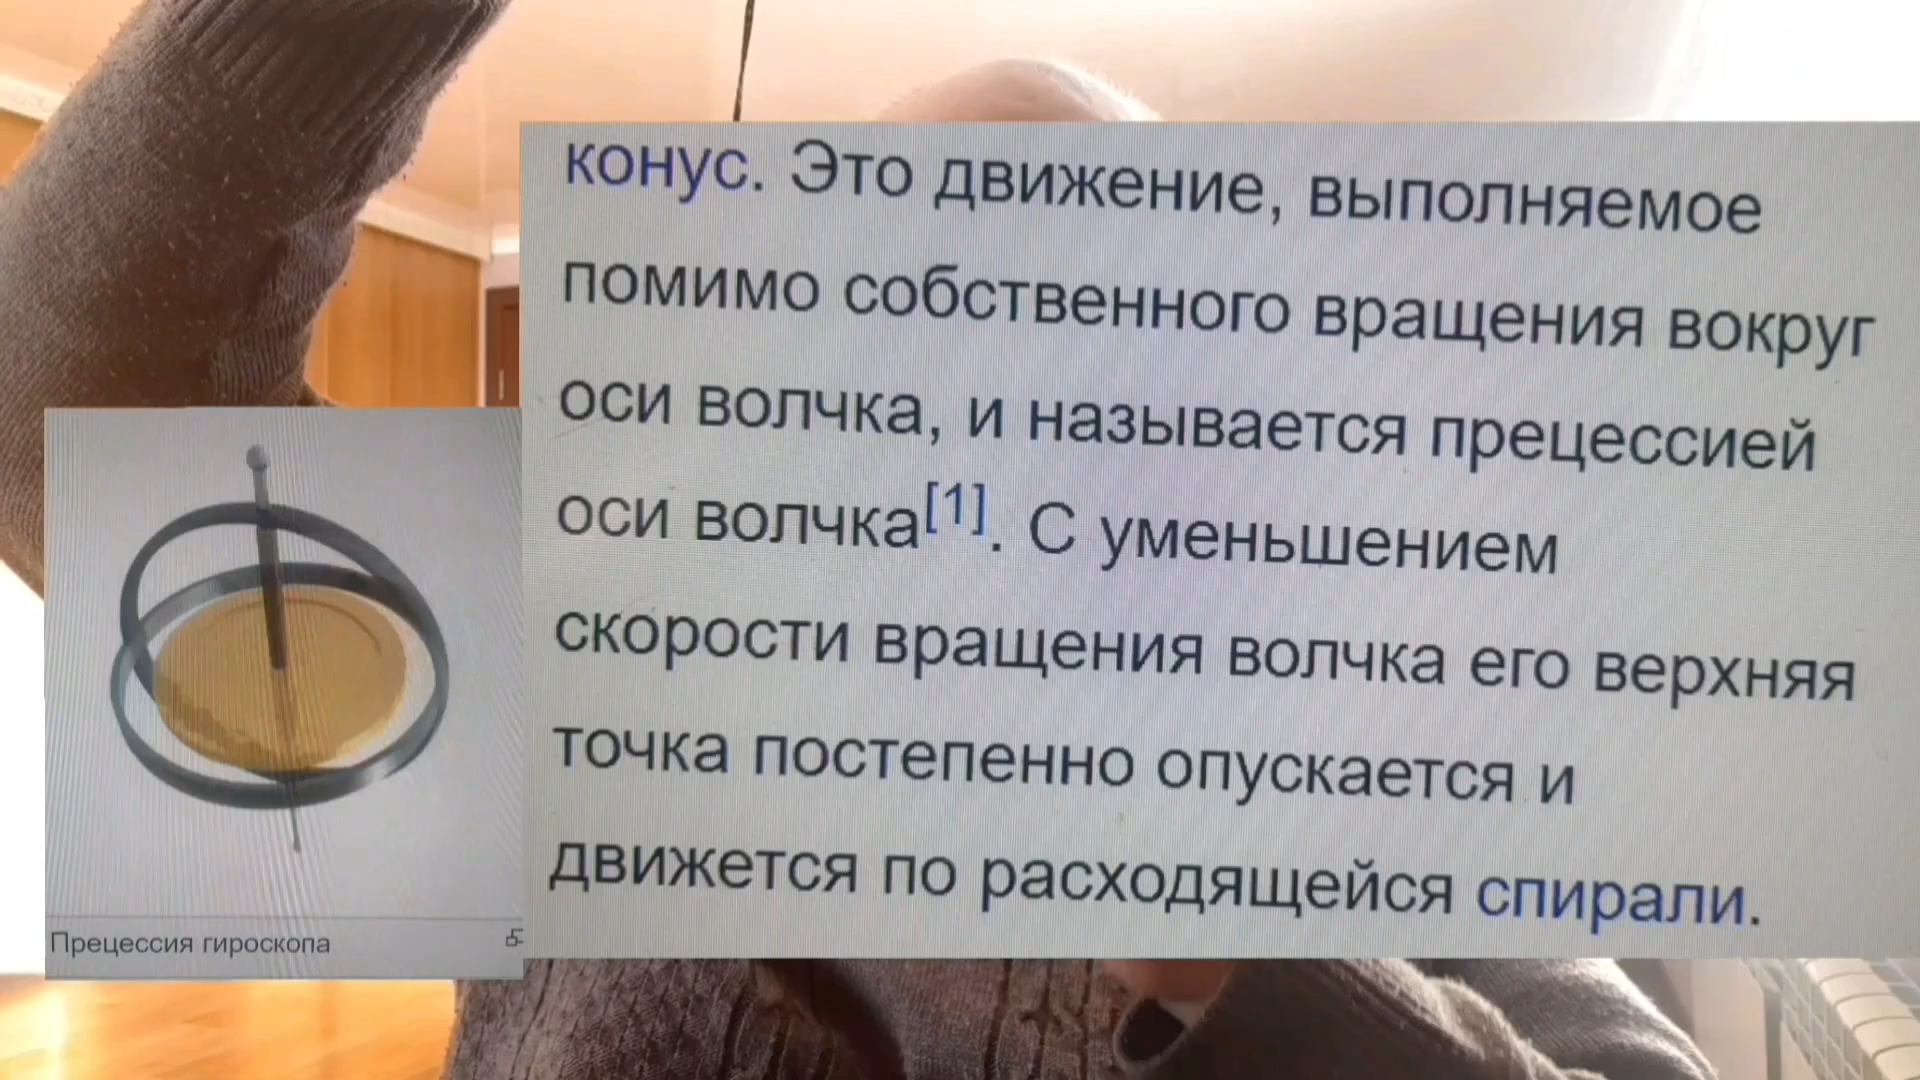 конус. Это движение, выполняемое
помимо собственного вращения вокруг
оси волчка, и называется прецессией
оси волчка[1]. С уменьшением
скорости вращения волчка его верхняя
точка постепенно опускается и
движется по расходящейся спирали.
Прецессия гироскопа